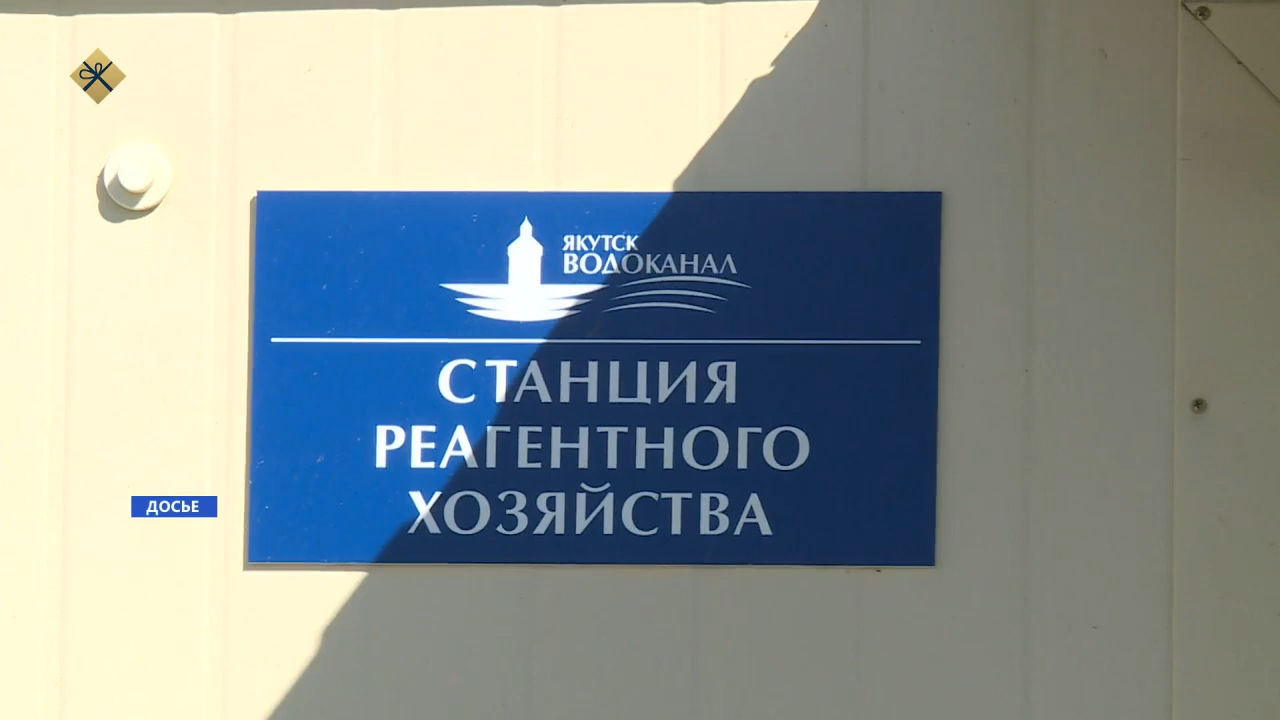 ЯКУТСК
ВОДОКАНАЛ
СТАНЦИЯ
РЕАГЕНТНОГО
ХОЗЯЙСТВА
ДОСЬЕ